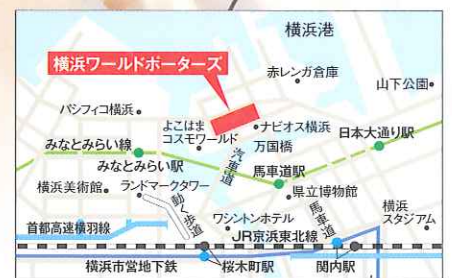 横浜港
横浜ワールドポーターズ
赤レンガ倉庫
山下公園
パシフィコ横浜
よこはま
コスモワールド
ナビオス横浜
万国橋
日本大通り駅
みなとみらい線
みなとみらい駅
汽車道
馬車道駅
横浜美術館
ランドマークタワー
動く歩道
県立博物館
馬車道
横浜
スタジアム
ワシントンホテル
首都高速横羽線
JR京浜東北線
横浜市営地下鉄
桜木町駅
関内駅